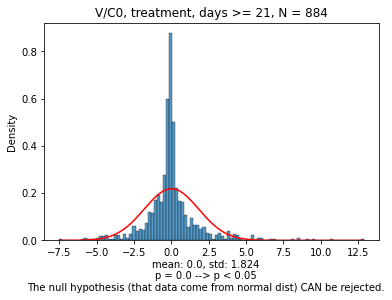 V/C0, treatment, days >= 21, N = 884
Density
0.8
0.6
0.4
0.2
0.0
−7.5 −5.0 −2.5 0.0 2.5 5.0 7.5 10.0 12.5
mean: 0.0, std: 1.824
p = 0.0 --> p < 0.05
The null hypothesis (that data come from normal dist) CAN be rejected.